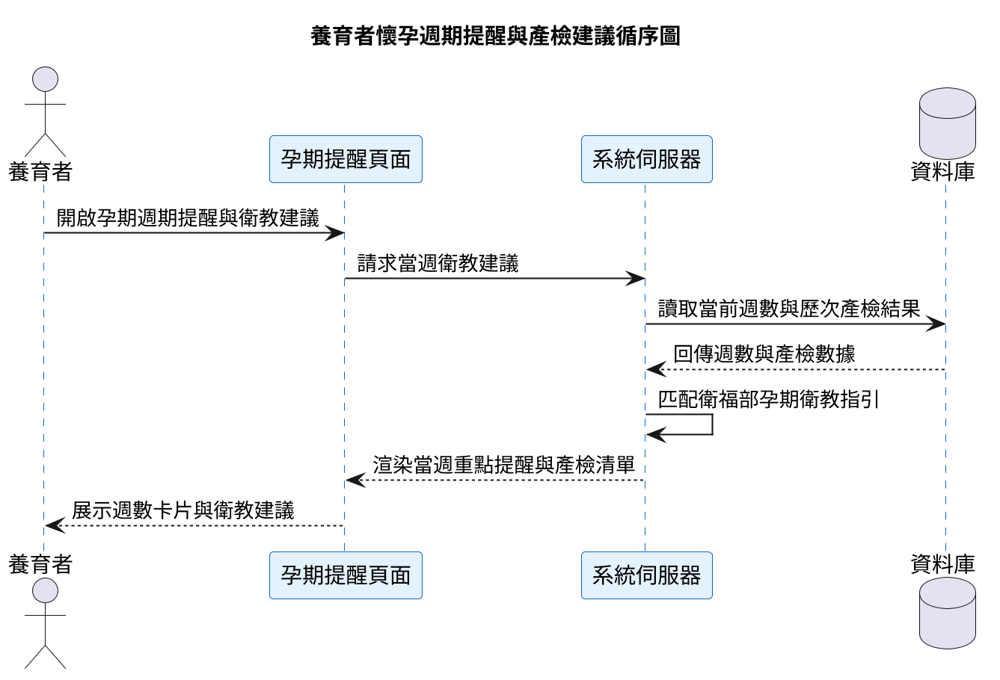 養育者懷孕週期提醒與產檢建議循序圖
養育者
孕期提醒頁面
系統伺服器
資料庫
開啟孕期週期提醒與衛教建議
請求當週衛教建議
讀取當前週數與歷次產檢結果
回傳週數與產檢數據
匹配衛福部孕期衛教指引
渲染當週重點提醒與產檢清單
展示週數卡片與衛教建議
養育者
孕期提醒頁面
系統伺服器
資料庫